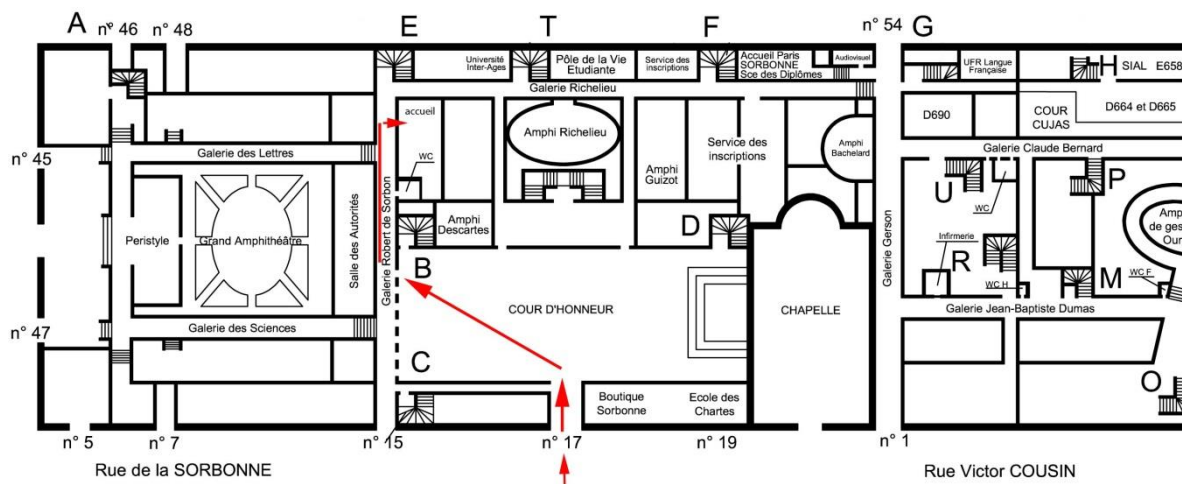 A
n° 46
n° 48
E
T
F
n° 54
G
Université
Inter-Ages
Pôle de la Vie
Etudiante
Service des
inscriptions
Accueil Paris
SORBONNE
Sce des Diplômes
Audiovisuel
UFR Langue
Française
H
SIAL E658
Galerie Richelieu
accueil
WC
Amphi Richelieu
Amphi
Guizot
Service des
inscriptions
Amphi
Bachelard
D690
COUR
CUJAS
D664 et D665
n° 45
Galerie des Lettres
Galerie Claude Bernard
Peristyle
Grand Amphithéâtre
Salle des Autorités
Galerie Robert de Sorbon
Amphi
Descartes
D
B
C
COUR D'HONNEUR
CHAPELLE
Galerie Gerson
U
WC
P
Infirmerie
R
WC H
M
WC F
Amp
de ges
Our
n° 47
Galerie des Sciences
Galerie Jean-Baptiste Dumas
O
Boutique
Sorbonne
Ecole des
Chartes
n° 5
n° 7
n° 15
n° 17
n° 19
n° 1
Rue de la SORBONNE
Rue Victor COUSIN